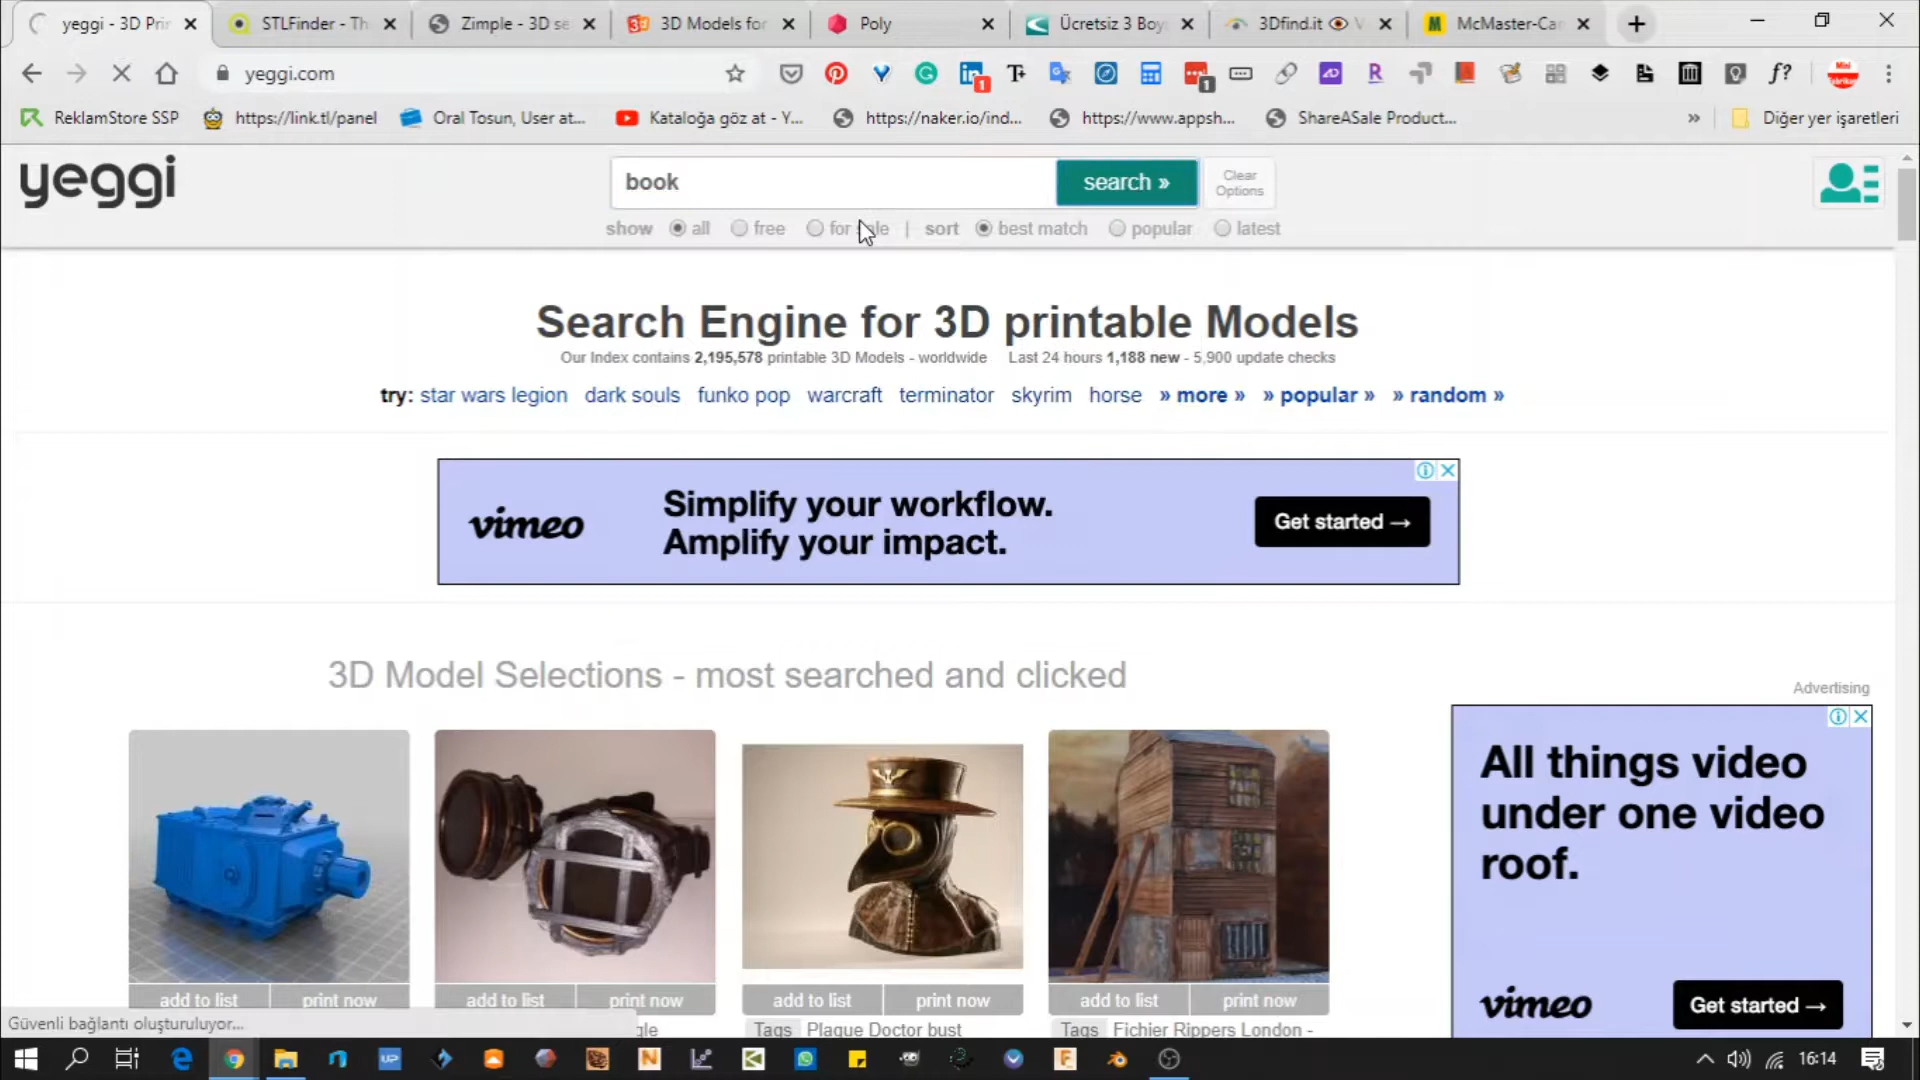 yeggi - 3D Prin
STLFinder - Th
Zimple - 3D se
3D Models for
Poly
Ücretsiz 3 Boy
3Dfind.it
McMaster-Car
yeggi.com
ReklamStore SSP
https://link.tl/panel
Oral Tosun, User at...
Kataloğa göz at - Y...
https://naker.io/ind...
https://www.appsh...
ShareASale Product...
» Diğer yer işaretleri
yeggi
book
search »
Clear
Options
show all free for sale | sort best match popular latest
Search Engine for 3D printable Models
Our Index contains 2,195,578 printable 3D Models - worldwide Last 24 hours 1,188 new - 5,900 update checks
try: star wars legion dark souls funko pop warcraft terminator skyrim horse » more » » popular » » random »
vimeo
Simplify your workflow.
Amplify your impact.
Get started →
3D Model Selections - most searched and clicked
Advertising
All things video
under one video
roof.
vimeo
Get started →
add to list print now
add to list print now
add to list print now
add to list print now
Tags Plague Doctor bust
Tags Fichier Rippers London -
Güvenli bağlantı oluşturuluyor...
16:14